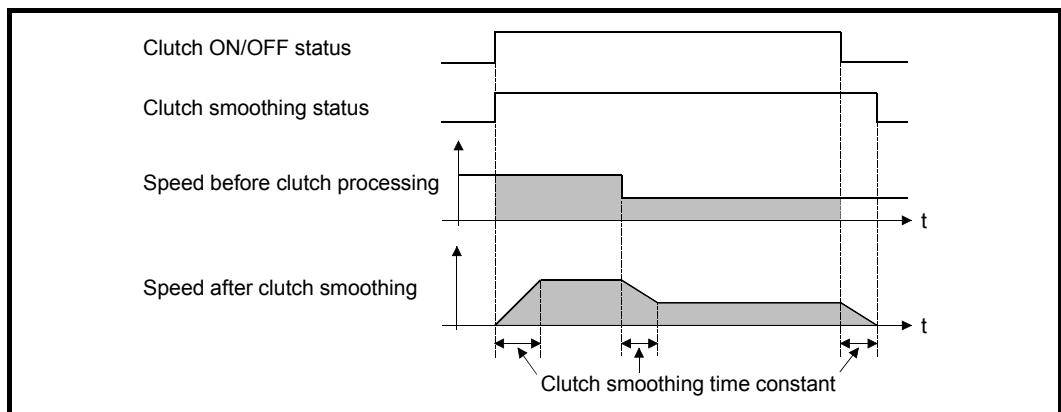 Clutch ON/OFF status
Clutch smoothing status
Speed before clutch processing
t
Speed after clutch smoothing
t
Clutch smoothing time constant